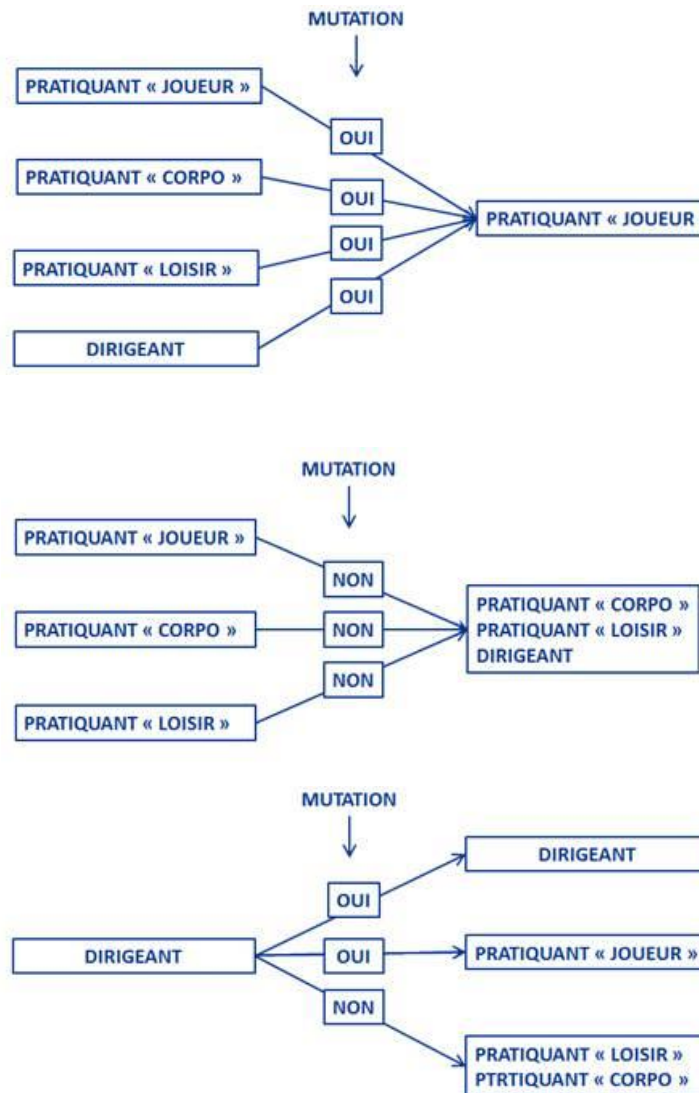 MUTATION
PRATIQUANT « JOUEUR »
OUI
PRATIQUANT « CORPO »
OUI
PRATIQUANT « JOUEUR
OUI
PRATIQUANT « LOISIR »
OUI
DIRIGEANT
MUTATION
PRATIQUANT « JOUEUR »
NON
PRATIQUANT « CORPO »
NON
PRATIQUANT « CORPO »
PRATIQUANT « LOISIR »
DIRIGEANT
NON
PRATIQUANT « LOISIR »
MUTATION
DIRIGEANT
OUI
DIRIGEANT
OUI
PRATIQUANT « JOUEUR »
NON
PRATIQUANT « LOISIR »
PTRTIQUANT « CORPO »